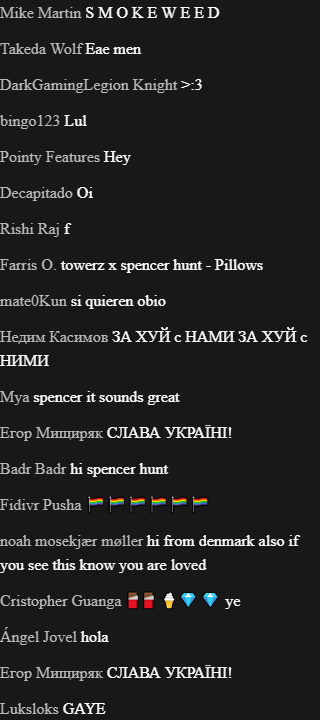 Mike Martin S M O K E W E E D
Takeda Wolf Eae men
DarkGamingLegion Knight >:3
bingo123 Lul
Pointy Features Hey
Decapitado Oi
Rishi Raj f
Farris O. towerz x spencer hunt - Pillows
mate0Kun si quieren obio
Недим Касимов ЗА ХУЙ с НАМИ ЗА ХУЙ с
НИМИ
Mya spencer it sounds great
Егор Мищиряк СЛАВА УКРАЇНІ!
Badr Badr hi spencer hunt
Fidivr Pusha 🏳️‍🌈🏳️‍🌈🏳️‍🌈🏳️‍🌈🏳️‍🌈🏳️‍🌈
noah mosekjær møller hi from denmark also if
you see this know you are loved
Cristopher Guanga 🍫🍫🍦💎💎 ye
Ángel Jovel hola
Егор Мищиряк СЛАВА УКРАЇНІ!
Luksloks GAYE